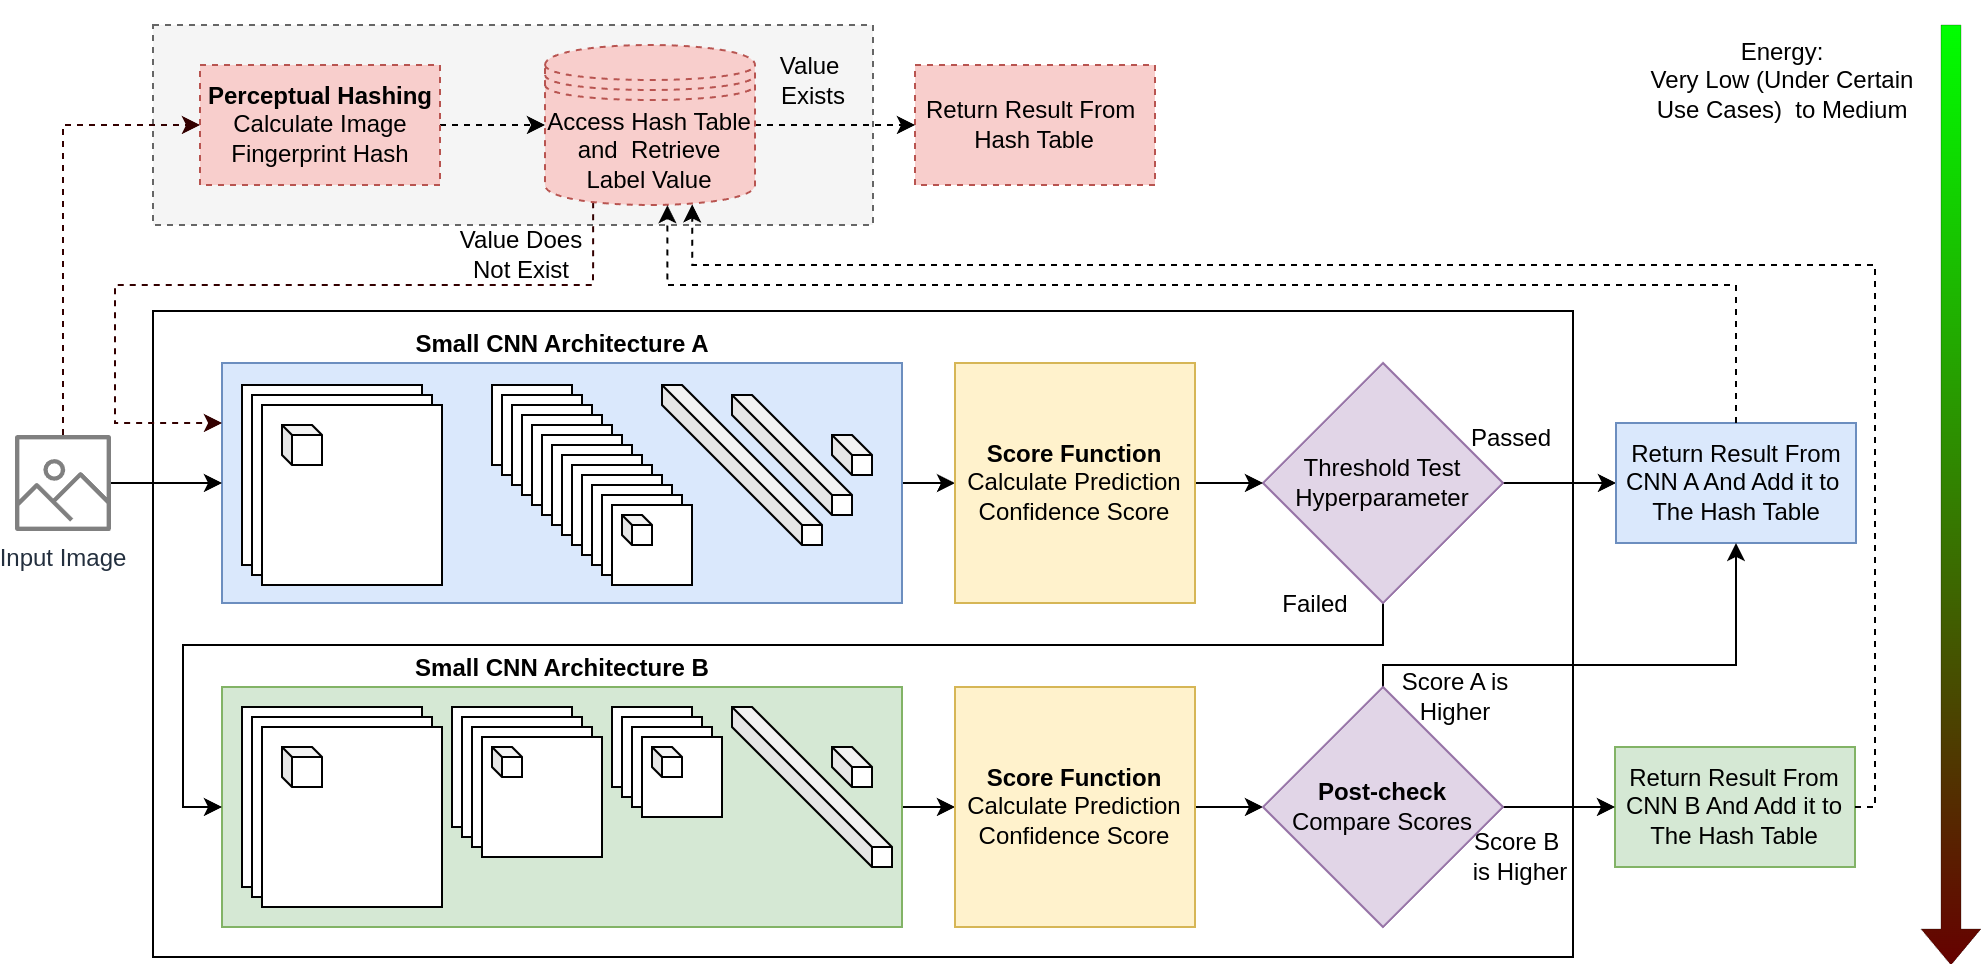 Perceptual Hashing
Calculate Image
Fingerprint Hash
Access Hash Table
and Retrieve
Label Value
Value
Exists
Return Result From
Hash Table
Energy:
Very Low (Under Certain
Use Cases) to Medium
Value Does
Not Exist
Input Image
Small CNN Architecture A
Score Function
Calculate Prediction
Confidence Score
Threshold Test
Hyperparameter
Passed
Return Result From
CNN A And Add it to
The Hash Table
Failed
Small CNN Architecture B
Score Function
Calculate Prediction
Confidence Score
Score A is
Higher
Post-check
Compare Scores
Score B
is Higher
Return Result From
CNN B And Add it to
The Hash Table